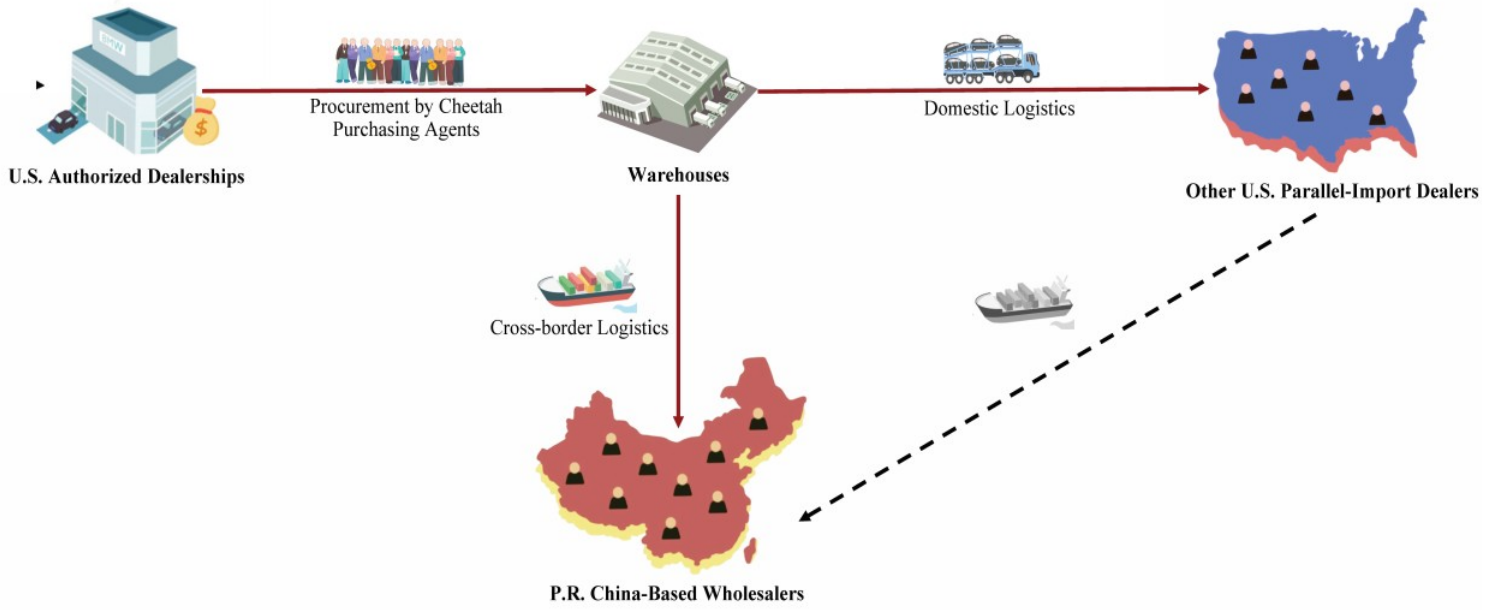 Procurement by Cheetah
Purchasing Agents
Domestic Logistics
U.S. Authorized Dealerships
Warehouses
Other U.S. Parallel-Import Dealers
Cross-border Logistics
P.R. China-Based Wholesalers